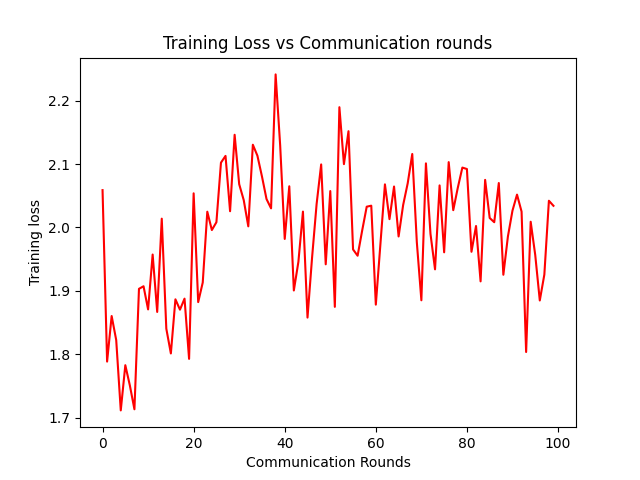 Training Loss vs Communication rounds
2.2
2.1
2.0
1.9
1.8
1.7
Training loss
0 20 40 60 80 100
Communication Rounds